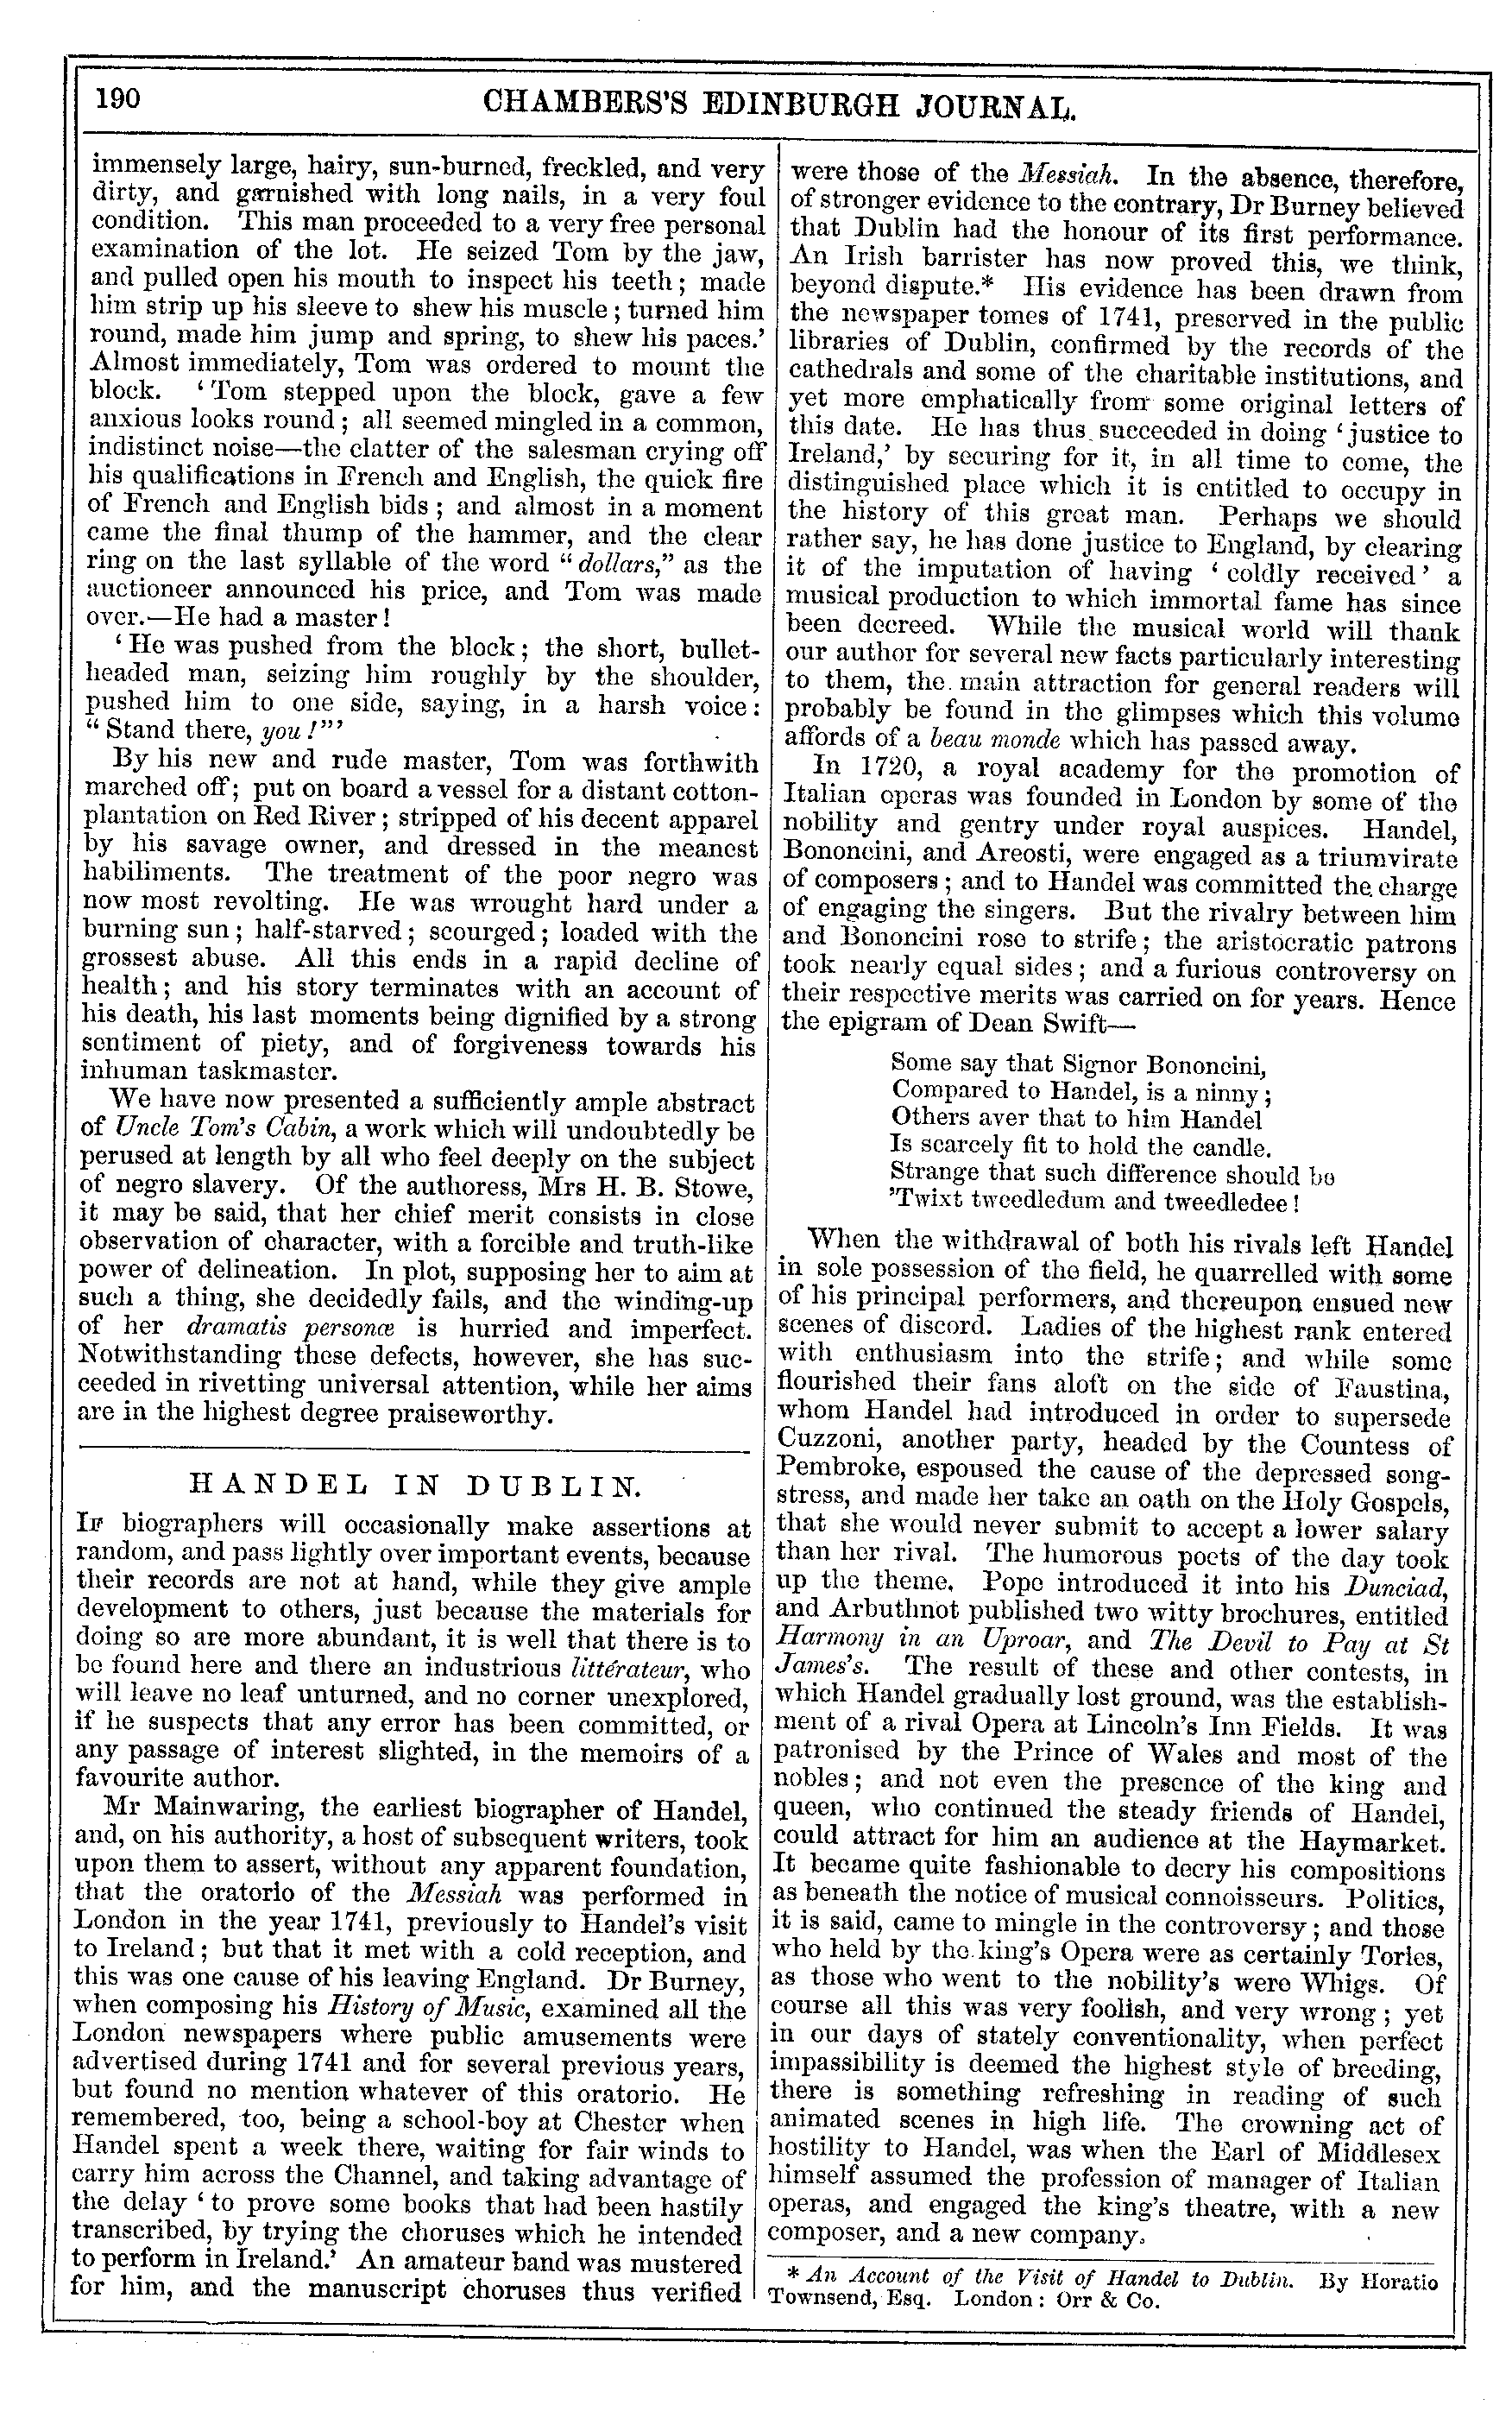 190
CHAMBERS'S EDINBURGH JOURNAL.
immensely large, hairy, sun-burned, freckled, and very
dirty, and garnished with long nails, in a very foul
condition. This man proceeded to a very free personal
examination of the lot. He seized Tom by the jaw,
and pulled open his mouth to inspect his teeth; made
him strip up his sleeve to shew his muscle; turned him
round, made him jump and spring, to shew his paces.'
Almost immediately, Tom was ordered to mount the
block. 'Tom stepped upon the block, gave a few
anxious looks round; all seemed mingled in a common,
indistinct noise—the clatter of the salesman crying off
his qualifications in French and English, the quick fire
of French and English bids; and almost in a moment
came the final thump of the hammer, and the clear
ring on the last syllable of the word "dollars," as the
auctioneer announced his price, and Tom was made
over.—He had a master!
'He was pushed from the block; the short, bullet-
headed man, seizing him roughly by the shoulder,
pushed him to one side, saying, in a harsh voice:
"Stand there, you!"'
By his new and rude master, Tom was forthwith
marched off; put on board a vessel for a distant cotton-
plantation on Red River; stripped of his decent apparel
by his savage owner, and dressed in the meanest
habiliments. The treatment of the poor negro was
now most revolting. He was wrought hard under a
burning sun; half-starved; scourged; loaded with the
grossest abuse. All this ends in a rapid decline of
health; and his story terminates with an account of
his death, his last moments being dignified by a strong
sentiment of piety, and of forgiveness towards his
inhuman taskmaster.
We have now presented a sufficiently ample abstract
of Uncle Tom's Cabin, a work which will undoubtedly be
perused at length by all who feel deeply on the subject
of negro slavery. Of the authoress, Mrs H. B. Stowe,
it may be said, that her chief merit consists in close
observation of character, with a forcible and truth-like
power of delineation. In plot, supposing her to aim at
such a thing, she decidedly fails, and the winding-up
of her dramatis personæ is hurried and imperfect.
Notwithstanding these defects, however, she has suc-
ceeded in rivetting universal attention, while her aims
are in the highest degree praiseworthy.
HANDEL IN DUBLIN.
IF biographers will occasionally make assertions at
random, and pass lightly over important events, because
their records are not at hand, while they give ample
development to others, just because the materials for
doing so are more abundant, it is well that there is to
be found here and there an industrious littérateur, who
will leave no leaf unturned, and no corner unexplored,
if he suspects that any error has been committed, or
any passage of interest slighted, in the memoirs of a
favourite author.
Mr Mainwaring, the earliest biographer of Handel,
and, on his authority, a host of subsequent writers, took
upon them to assert, without any apparent foundation,
that the oratorio of the Messiah was performed in
London in the year 1741, previously to Handel's visit
to Ireland; but that it met with a cold reception, and
this was one cause of his leaving England. Dr Burney,
when composing his History of Music, examined all the
London newspapers where public amusements were
advertised during 1741 and for several previous years,
but found no mention whatever of this oratorio. He
remembered, too, being a school-boy at Chester when
Handel spent a week there, waiting for fair winds to
carry him across the Channel, and taking advantage of
the delay 'to prove some books that had been hastily
transcribed, by trying the choruses which he intended
to perform in Ireland.' An amateur band was mustered
for him, and the manuscript choruses thus verified
were those of the Messiah. In the absence, therefore,
of stronger evidence to the contrary, Dr Burney believed
that Dublin had the honour of its first performance.
An Irish barrister has now proved this, we think,
beyond dispute.* His evidence has been drawn from
the newspaper tomes of 1741, preserved in the public
libraries of Dublin, confirmed by the records of the
cathedrals and some of the charitable institutions, and
yet more emphatically from some original letters of
this date. He has thus succeeded in doing 'justice to
Ireland,' by securing for it, in all time to come, the
distinguished place which it is entitled to occupy in
the history of this great man. Perhaps we should
rather say, he has done justice to England, by clearing
it of the imputation of having 'coldly received' a
musical production to which immortal fame has since
been decreed. While the musical world will thank
our author for several new facts particularly interesting
to them, the main attraction for general readers will
probably be found in the glimpses which this volume
affords of a beau monde which has passed away.
In 1720, a royal academy for the promotion of
Italian operas was founded in London by some of the
nobility and gentry under royal auspices. Handel,
Bononcini, and Areosti, were engaged as a triumvirate
of composers; and to Handel was committed the charge
of engaging the singers. But the rivalry between him
and Bononcini rose to strife; the aristocratic patrons
took nearly equal sides; and a furious controversy on
their respective merits was carried on for years. Hence
the epigram of Dean Swift—
Some say that Signor Bononcini,
Compared to Handel, is a ninny;
Others aver that to him Handel
Is scarcely fit to hold the candle.
Strange that such difference should be
'Twixt tweedledum and tweedledee!
When the withdrawal of both his rivals left Handel
in sole possession of the field, he quarrelled with some
of his principal performers, and thereupon ensued new
scenes of discord. Ladies of the highest rank entered
with enthusiasm into the strife; and while some
flourished their fans aloft on the side of Faustina,
whom Handel had introduced in order to supersede
Cuzzoni, another party, headed by the Countess of
Pembroke, espoused the cause of the depressed song-
stress, and made her take an oath on the Holy Gospels,
that she would never submit to accept a lower salary
than her rival. The humorous poets of the day took
up the theme. Pope introduced it into his Dunciad,
and Arbuthnot published two witty brochures, entitled
Harmony in an Uproar, and The Devil to Pay at St
James's. The result of these and other contests, in
which Handel gradually lost ground, was the establish-
ment of a rival Opera at Lincoln's Inn Fields. It was
patronised by the Prince of Wales and most of the
nobles; and not even the presence of the king and
queen, who continued the steady friends of Handel,
could attract for him an audience at the Haymarket.
It became quite fashionable to decry his compositions
as beneath the notice of musical connoisseurs. Politics,
it is said, came to mingle in the controversy; and those
who held by the king's Opera were as certainly Tories,
as those who went to the nobility's were Whigs. Of
course all this was very foolish, and very wrong; yet
in our days of stately conventionality, when perfect
impassibility is deemed the highest style of breeding,
there is something refreshing in reading of such
animated scenes in high life. The crowning act of
hostility to Handel, was when the Earl of Middlesex
himself assumed the profession of manager of Italian
operas, and engaged the king's theatre, with a new
composer, and a new company.
* An Account of the Visit of Handel to Dublin. By Horatio
Townsend, Esq. London: Orr & Co.